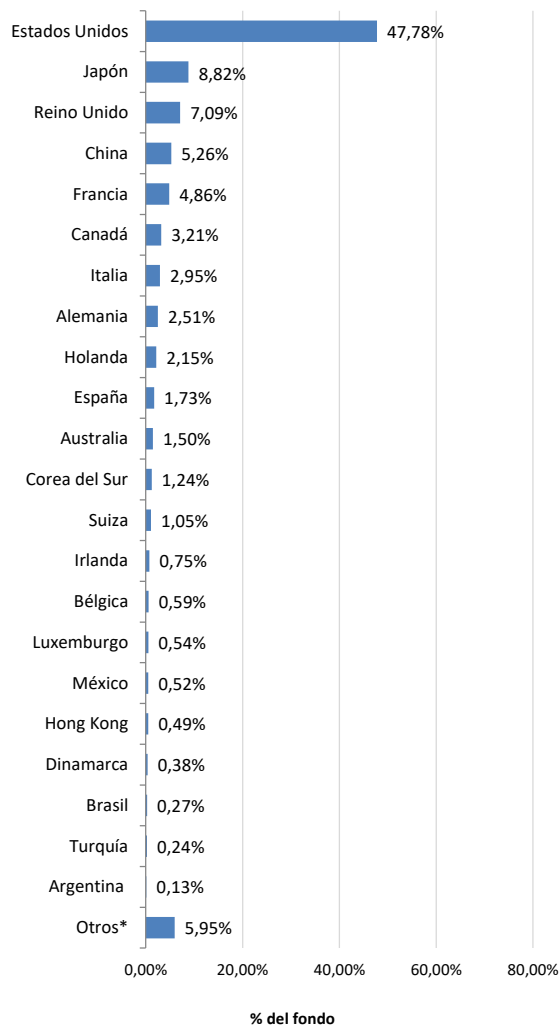 Estados Unidos 47,78%
Japón 8,82%
Reino Unido 7,09%
China 5,26%
Francia 4,86%
Canadá 3,21%
Italia 2,95%
Alemania 2,51%
Holanda 2,15%
España 1,73%
Australia 1,50%
Corea del Sur 1,24%
Suiza 1,05%
Irlanda 0,75%
Bélgica 0,59%
Luxemburgo 0,54%
México 0,52%
Hong Kong 0,49%
Dinamarca 0,38%
Brasil 0,27%
Turquía 0,24%
Argentina 0,13%
Otros* 5,95%
0,00% 20,00% 40,00% 60,00% 80,00%
% del fondo